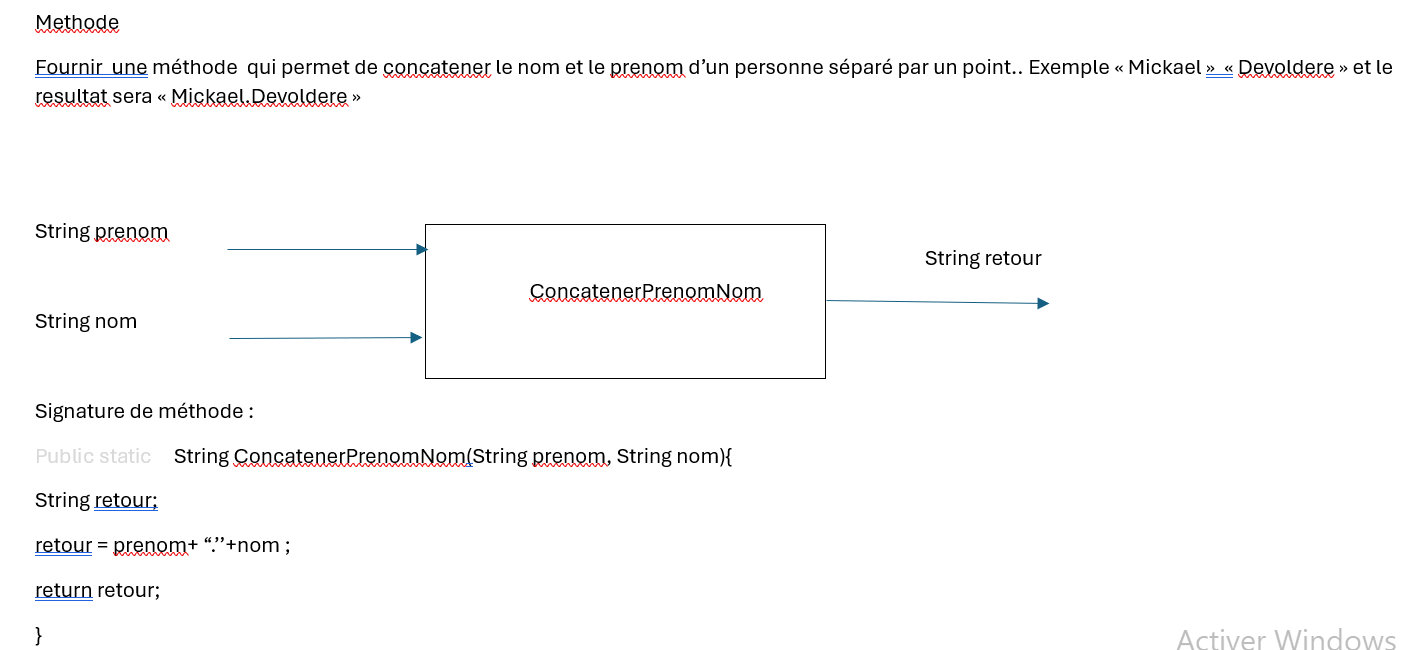 Methode
Fournir  une méthode  qui permet de concatener le nom et le prenom d’un personne séparé par un point.. Exemple « Mickael »  « Devoldere » et le
resultat sera « Mickael.Devoldere »
String prenom
String retour
ConcatenerPrenomNom
String nom
Signature de méthode :
Public static String ConcatenerPrenomNom(String prenom, String nom){
String retour;
retour = prenom+ “.’’+nom ;
return retour;
}
Activer Windows